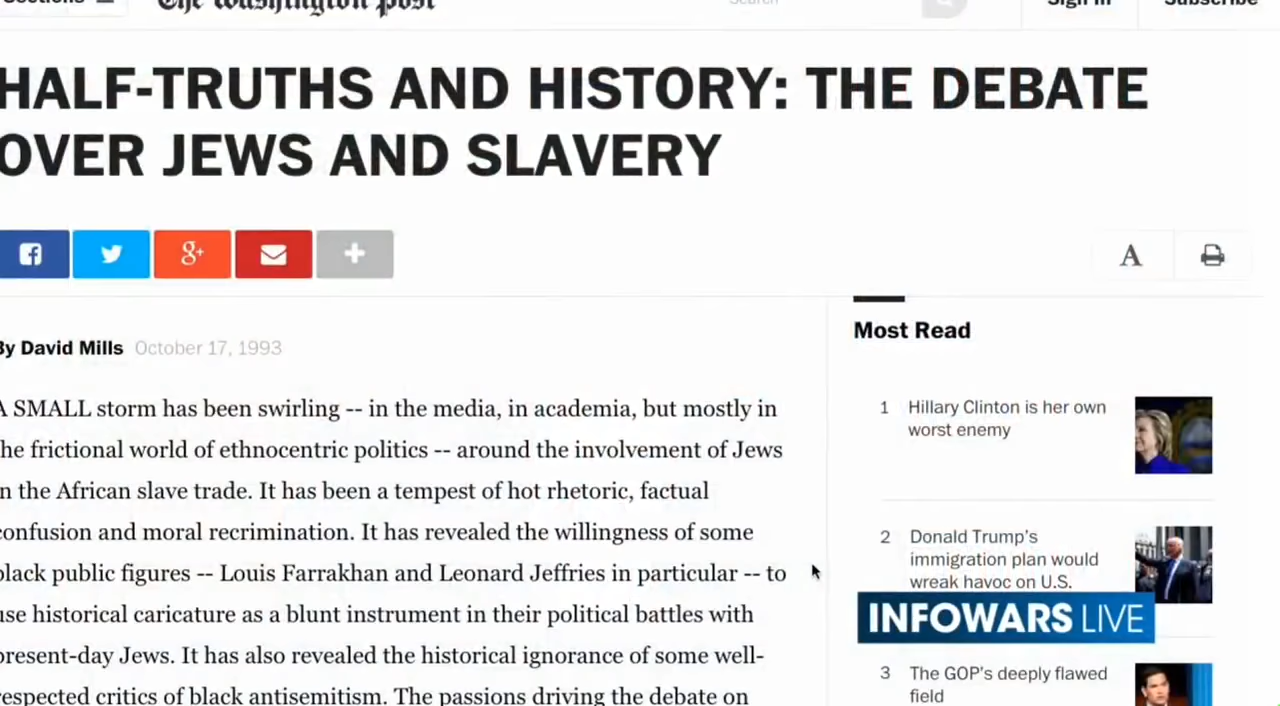 Sections
The Washington Post
Search
Sign In
Subscribe
HALF-TRUTHS AND HISTORY: THE DEBATE
OVER JEWS AND SLAVERY
A
By David Mills October 17, 1993
A SMALL storm has been swirling -- in the media, in academia, but mostly in
the frictional world of ethnocentric politics -- around the involvement of Jews
in the African slave trade. It has been a tempest of hot rhetoric, factual
confusion and moral recrimination. It has revealed the willingness of some
black public figures -- Louis Farrakhan and Leonard Jeffries in particular -- to
use historical caricature as a blunt instrument in their political battles with
present-day Jews. It has also revealed the historical ignorance of some well-
respected critics of black antisemitism. The passions driving the debate on
Most Read
1 Hillary Clinton is her own
worst enemy
2 Donald Trump's
immigration plan would
wreak havoc on U.S.
INFOWARS LIVE
3 The GOP's deeply flawed
field